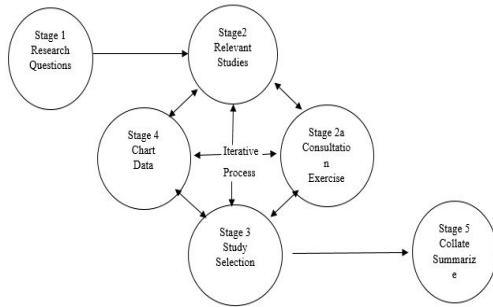 Stage 1
Research
Questions
Stage2
Relevant
Studies
Stage 4
Chart
Data
Iterative
Process
Stage 2a
Consultatio
n
Exercise
Stage 3
Study
Selection
Stage 5
Collate
Summariz
e